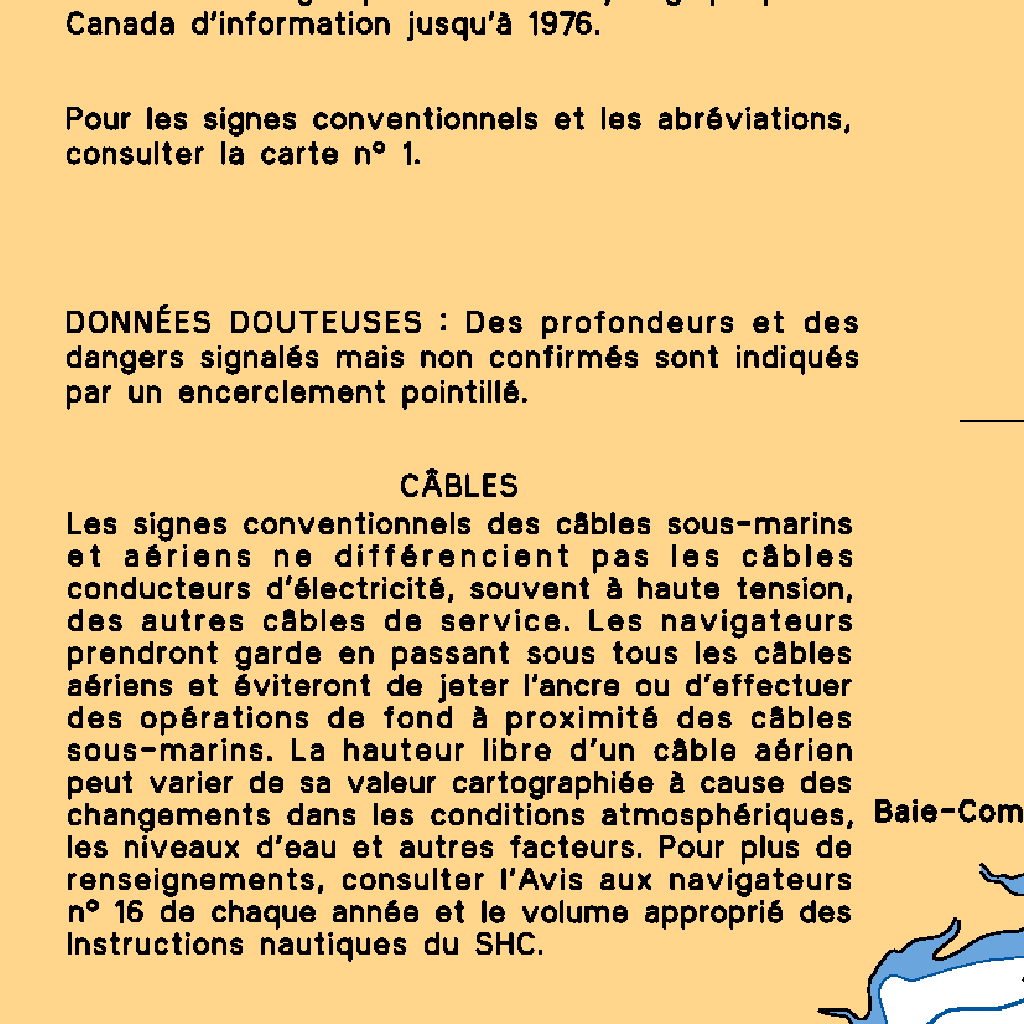 Canada d'information jusqu'à 1976.
Pour les signes conventionnels et les abréviations,
consulter la carte nº 1.
DONNÉES DOUTEUSES : Des profondeurs et des
dangers signalés mais non confirmés sont indiqués
par un encerclement pointillé.
CÂBLES
Les signes conventionnels des câbles sous-marins
et aériens ne différencient pas les câbles
conducteurs d'électricité, souvent à haute tension,
des autres câbles de service. Les navigateurs
prendront garde en passant sous tous les câbles
aériens et éviteront de jeter l'ancre ou d'effectuer
des opérations de fond à proximité des câbles
sous-marins. La hauteur libre d'un câble aérien
peut varier de sa valeur cartographiée à cause des
changements dans les conditions atmosphériques,
les niveaux d'eau et autres facteurs. Pour plus de
renseignements, consulter l'Avis aux navigateurs
nº 16 de chaque année et le volume approprié des
Instructions nautiques du SHC.
Baie-Com